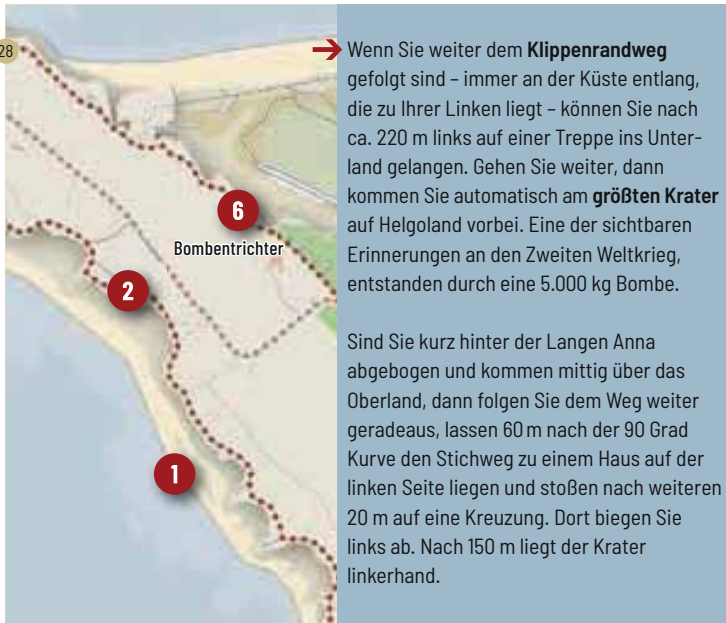 28
6
Bombentrichter
2
1
Wenn Sie weiter dem Klippenrandweg
gefolgt sind – immer an der Küste entlang,
die zu Ihrer Linken liegt – können Sie nach
ca. 220 m links auf einer Treppe ins Unter-
land gelangen. Gehen Sie weiter, dann
kommen Sie automatisch am größten Krater
auf Helgoland vorbei. Eine der sichtbaren
Erinnerungen an den Zweiten Weltkrieg,
entstanden durch eine 5.000 kg Bombe.
Sind Sie kurz hinter der Langen Anna
abgebogen und kommen mittig über das
Oberland, dann folgen Sie dem Weg weiter
geradeaus, lassen 60 m nach der 90 Grad
Kurve den Stichweg zu einem Haus auf der
linken Seite liegen und stoßen nach weiteren
20 m auf eine Kreuzung. Dort biegen Sie
links ab. Nach 150 m liegt der Krater
linkerhand.